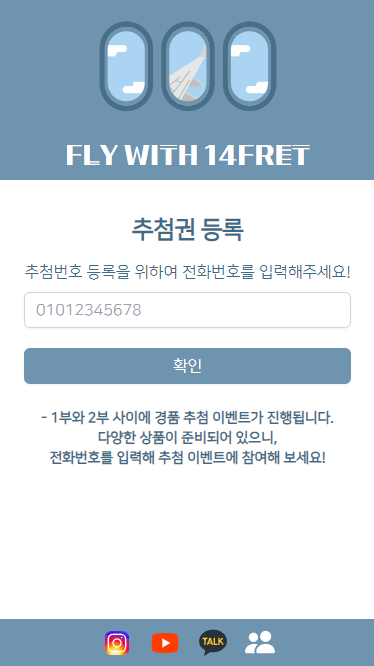 FLY WITH 14FRET
추첨권 등록
추첨번호 등록을 위하여 전화번호를 입력해주세요!
01012345678
확인
- 1부와 2부 사이에 경품 추첨 이벤트가 진행됩니다.
다양한 상품이 준비되어 있으니,
전화번호를 입력해 추첨 이벤트에 참여해 보세요!
TALK